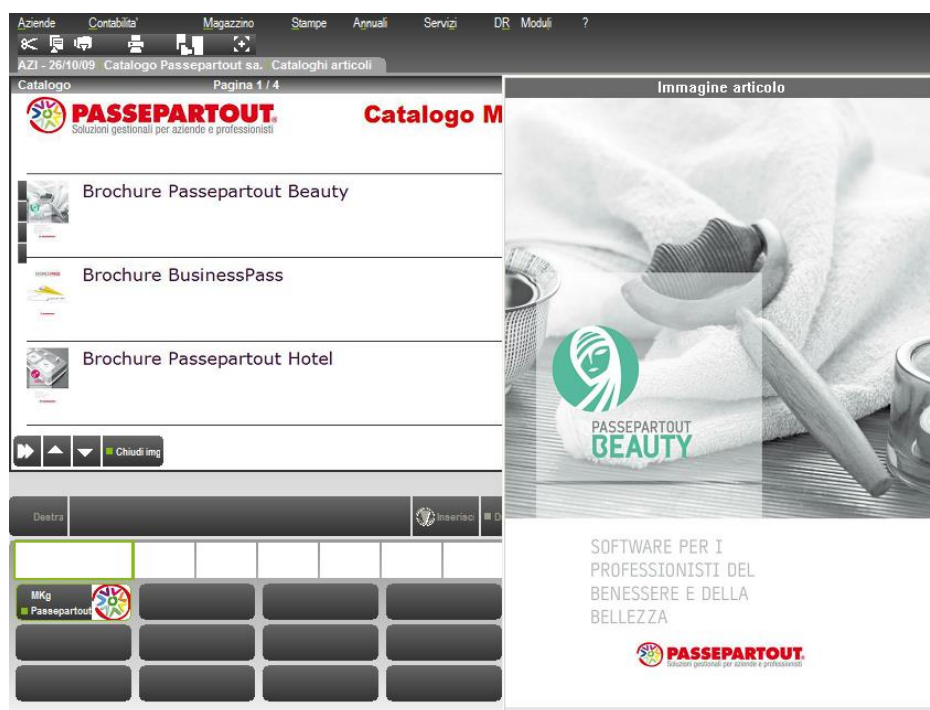 Aziende Contabilita' Magazzino Stampe Annuali Servizi DR Moduli ?
AZI - 26/10/09 Catalogo Passepartout sa. Cataloghi articoli
Catalogo Pagina 1 / 4
Immagine articolo
PASSEPARTOUT
Soluzioni gestionali per aziende e professionisti
Catalogo M
Brochure Passepartout Beauty
Brochure BusinessPass
Brochure Passepartout Hotel
Chiudi img
Destra Inserisci D
MKg
Passepartout
PASSEPARTOUT
BEAUTY
SOFTWARE PER I
PROFESSIONISTI DEL
BENESSERE E DELLA
BELLEZZA
PASSEPARTOUT
Soluzioni gestionali per aziende e professionisti